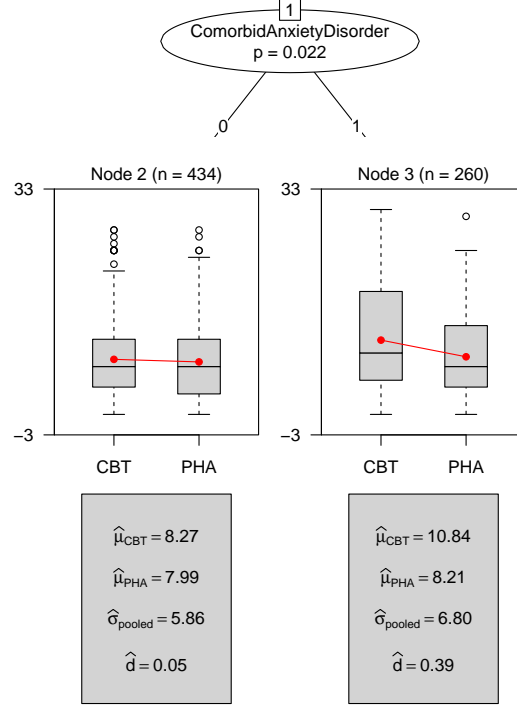 1
ComorbidAnxietyDisorder
p = 0.022
0
1
Node 2 (n = 434)
33
−3
CBT PHA
μ̂CBT = 8.27
μ̂PHA = 7.99
σ̂pooled = 5.86
d̂ = 0.05
Node 3 (n = 260)
33
−3
CBT PHA
μ̂CBT = 10.84
μ̂PHA = 8.21
σ̂pooled = 6.80
d̂ = 0.39